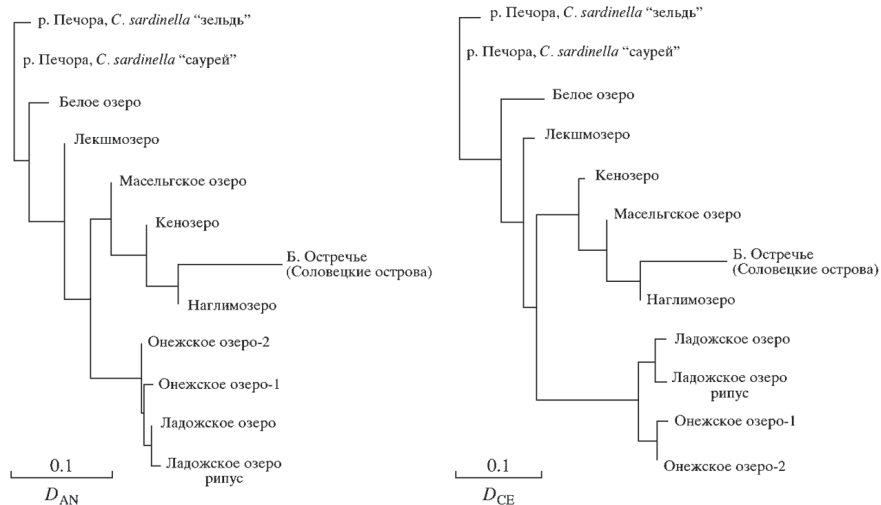 р. Печора, C. sardinella “зельдь”
р. Печора, C. sardinella “саурей”
Белое озеро
Лекшмозеро
Масельгское озеро
Кенозеро
Б. Остречье
(Соловецкие острова)
Наглимозеро
Онежское озеро-2
Онежское озеро-1
Ладожское озеро
Ладожское озеро
рипус
0.1
DAN
р. Печора, C. sardinella “зельдь”
р. Печора, C. sardinella “саурей”
Белое озеро
Лекшмозеро
Кенозеро
Масельгское озеро
Б. Остречье
(Соловецкие острова)
Наглимозеро
Ладожское озеро
Ладожское озеро
рипус
Онежское озеро-1
Онежское озеро-2
0.1
DCE